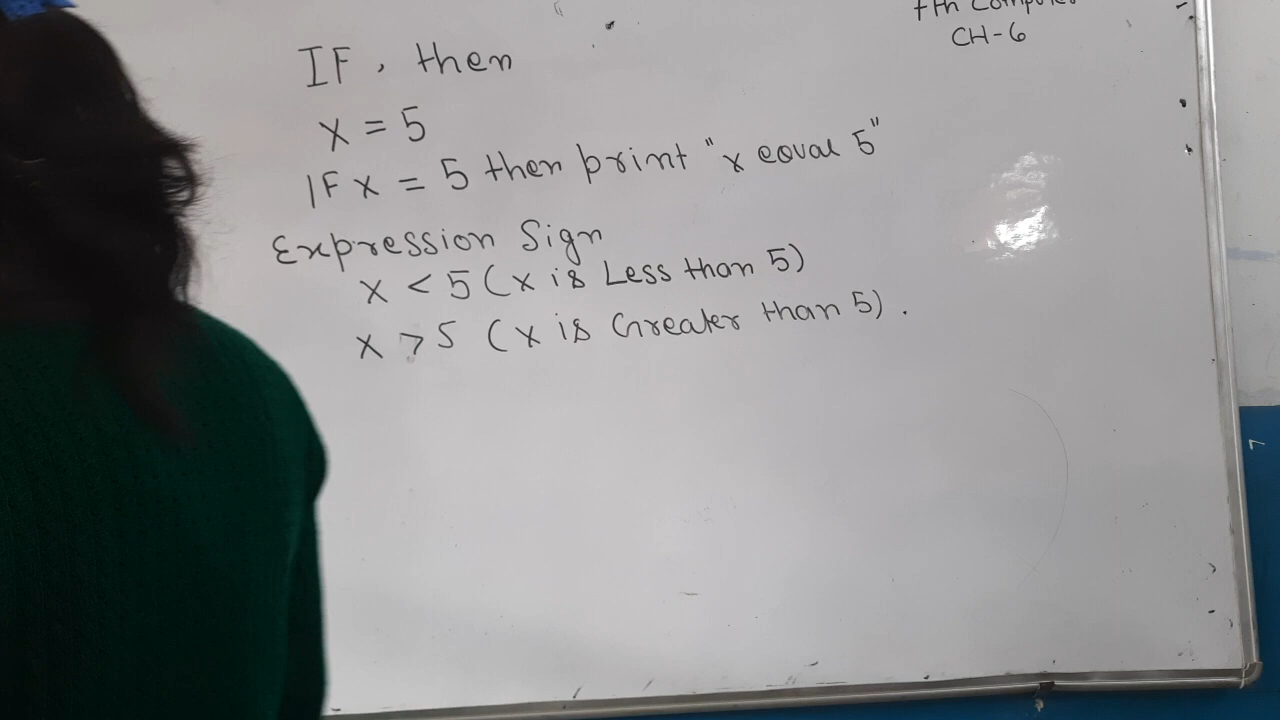 CH-6
IF, then
x = 5
IF x = 5 then print "x eoual 5"
Expression Sign
x < 5 (x is Less than 5)
x > 5 (x is Greater than 5).